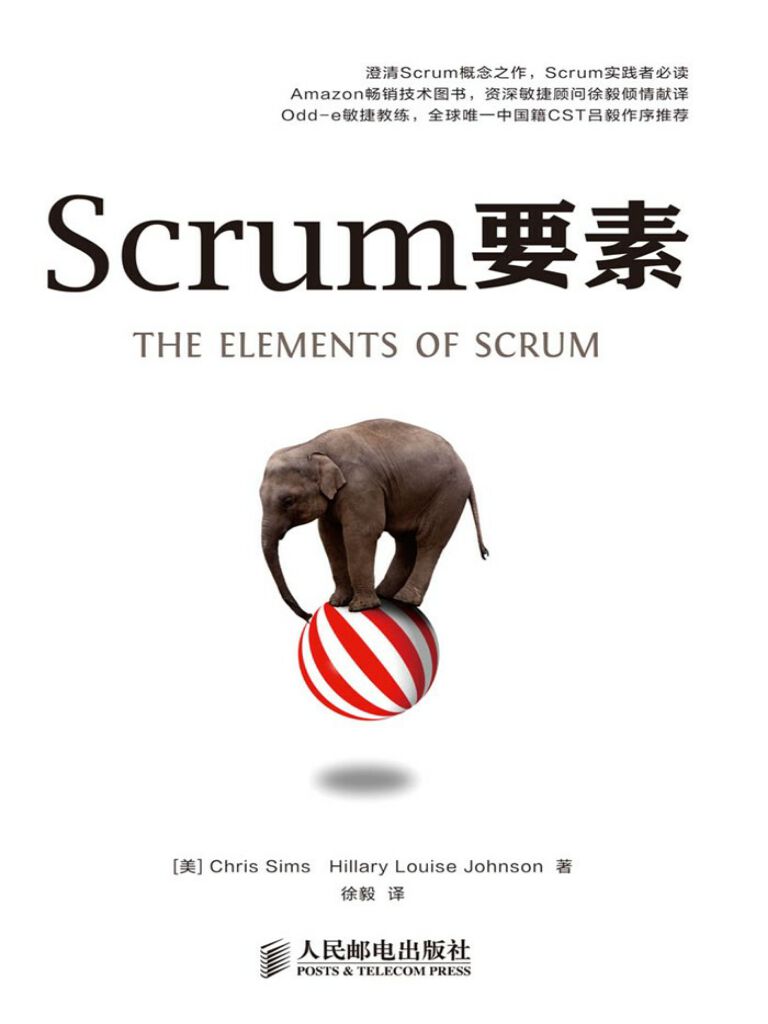 澄清Scrum概念之作，Scrum实践者必读
Amazon畅销技术图书，资深敏捷顾问徐毅倾情献译
Odd-e敏捷教练，全球唯一中国籍CST吕毅作序推荐
Scrum要素
THE ELEMENTS OF SCRUM
[美] Chris Sims Hillary Louise Johnson 著
徐毅 译
人民邮电出版社
POSTS & TELECOM PRESS